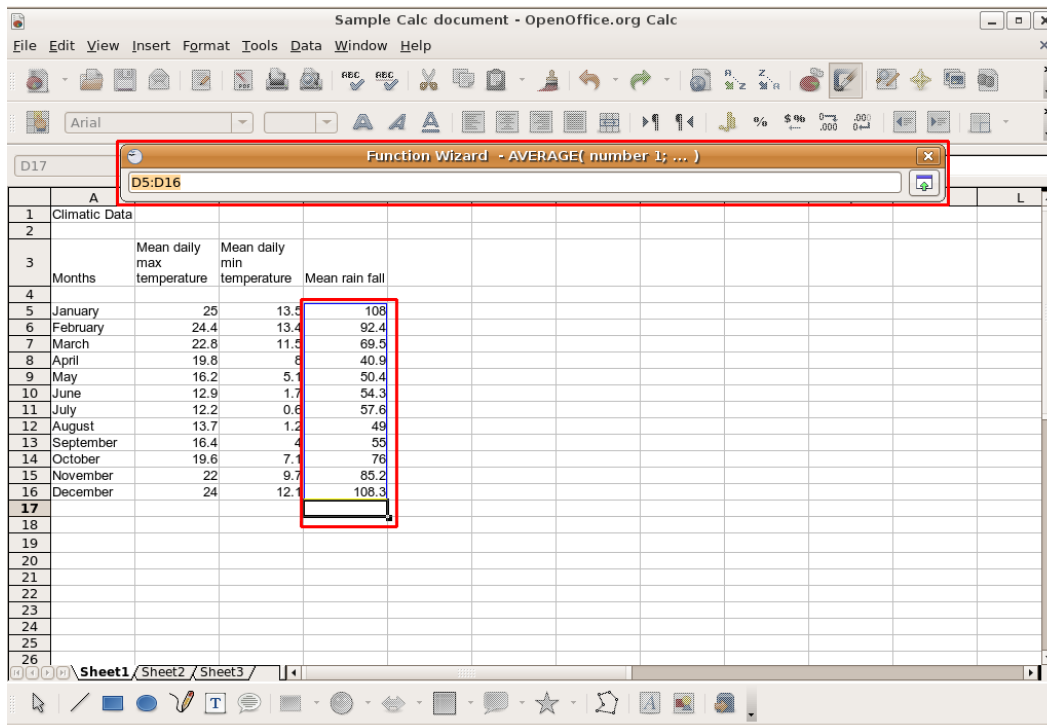 Sample Calc document - OpenOffice.org Calc
File Edit View Insert Format Tools Data Window Help
PDF ABC ABC A Z Z A
Arial A A A % $% 0.000 .000 0
D17
Function Wizard - AVERAGE( number 1; ... )
D5:D16
A L
1 Climatic Data
2
3 Months Mean daily max temperature Mean daily min temperature Mean rain fall
4
5 January 25 13.5 108
6 February 24.4 13.4 92.4
7 March 22.8 11.5 69.5
8 April 19.8 8 40.9
9 May 16.2 5.1 50.4
10 June 12.9 1.7 54.3
11 July 12.2 0.6 57.6
12 August 13.7 1.2 49
13 September 16.4 4 55
14 October 19.6 7.1 76
15 November 22 9.7 85.2
16 December 24 12.1 108.3
17
18
19
20
21
22
23
24
25
26
Sheet1 Sheet2 Sheet3
T A